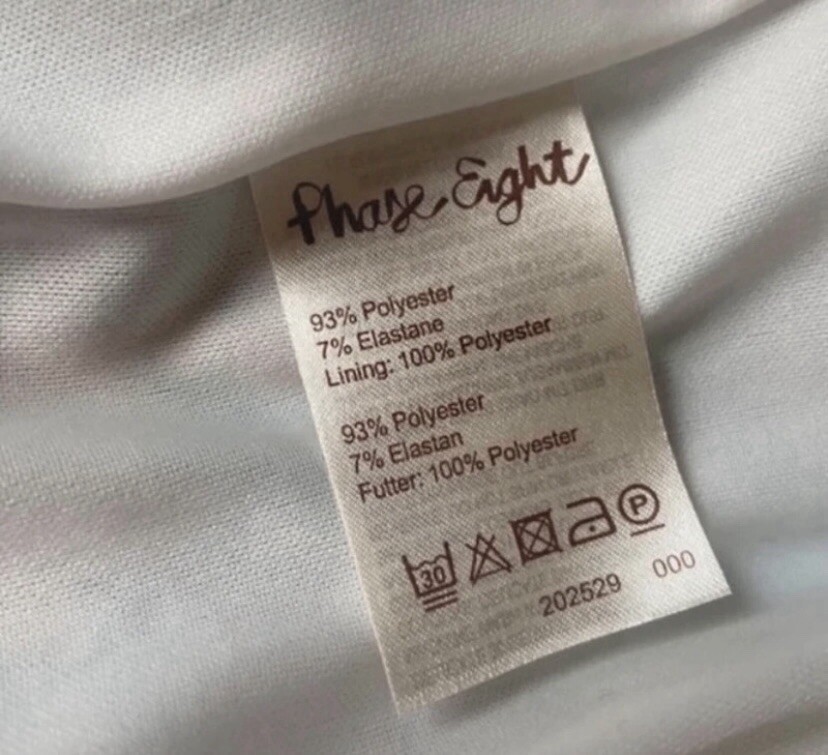 Phase Eight
93% Polyester
7% Elastane
Lining: 100% Polyester
93% Polyester
7% Elastan
Futter: 100% Polyester
30 P
202529 000